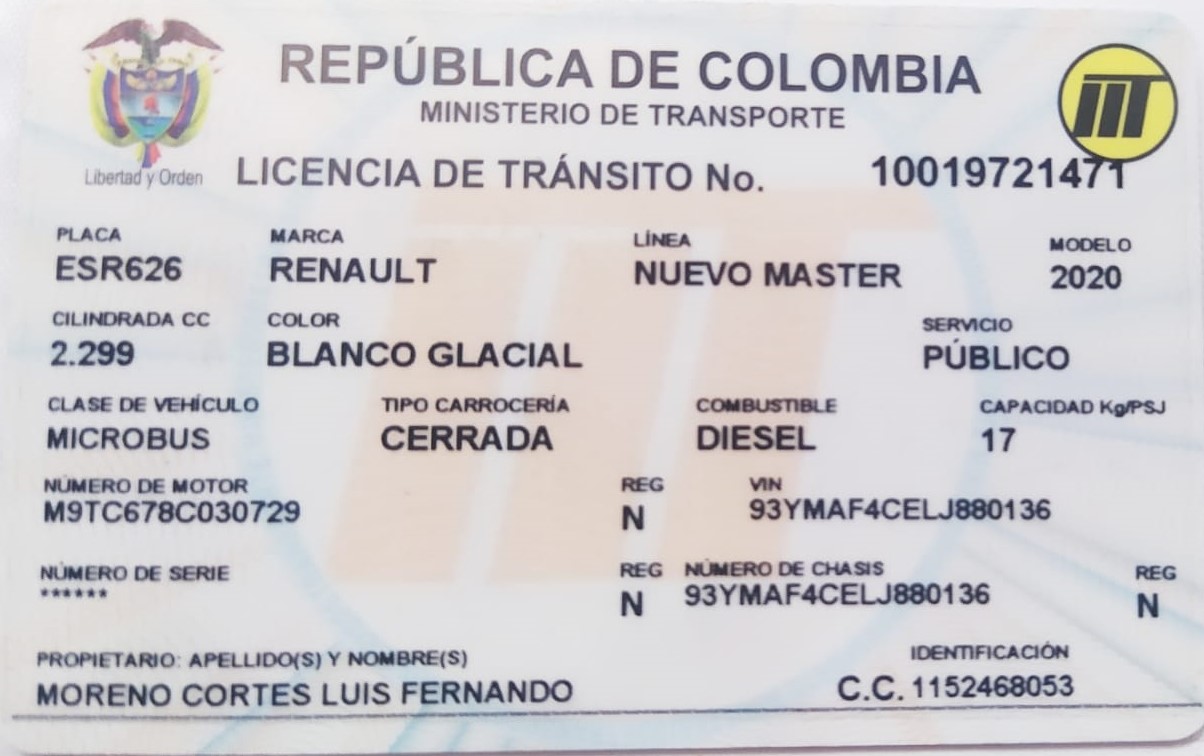 REPÚBLICA DE COLOMBIA
MINISTERIO DE TRANSPORTE
Libertad y Orden
LICENCIA DE TRÁNSITO No. 10019721471
PLACA MARCA LÍNEA MODELO
ESR626 RENAULT NUEVO MASTER 2020
CILINDRADA CC COLOR SERVICIO
2.299 BLANCO GLACIAL PÚBLICO
CLASE DE VEHÍCULO TIPO CARROCERÍA COMBUSTIBLE CAPACIDAD Kg/PSJ
MICROBUS CERRADA DIESEL 17
NÚMERO DE MOTOR REG VIN
M9TC678C030729 N 93YMAF4CELJ880136
NÚMERO DE SERIE REG NÚMERO DE CHASIS REG
****** N 93YMAF4CELJ880136 N
PROPIETARIO: APELLIDO(S) Y NOMBRE(S) IDENTIFICACIÓN
MORENO CORTES LUIS FERNANDO C.C. 1152468053